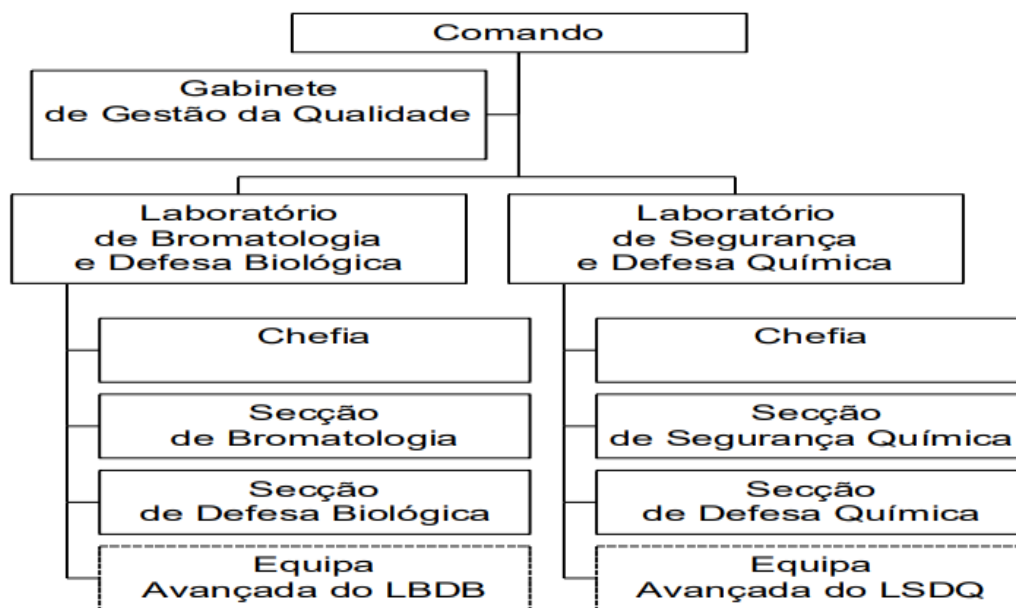 Comando
Gabinete
de Gestão da Qualidade
Laboratório
de Bromatologia
e Defesa Biológica
Laboratório
de Segurança
e Defesa Química
Chefia
Secção
de Bromatologia
Secção
de Defesa Biológica
Equipa
Avançada do LBDB
Chefia
Secção
de Segurança Química
Secção
de Defesa Química
Equipa
Avançada do LSDQ